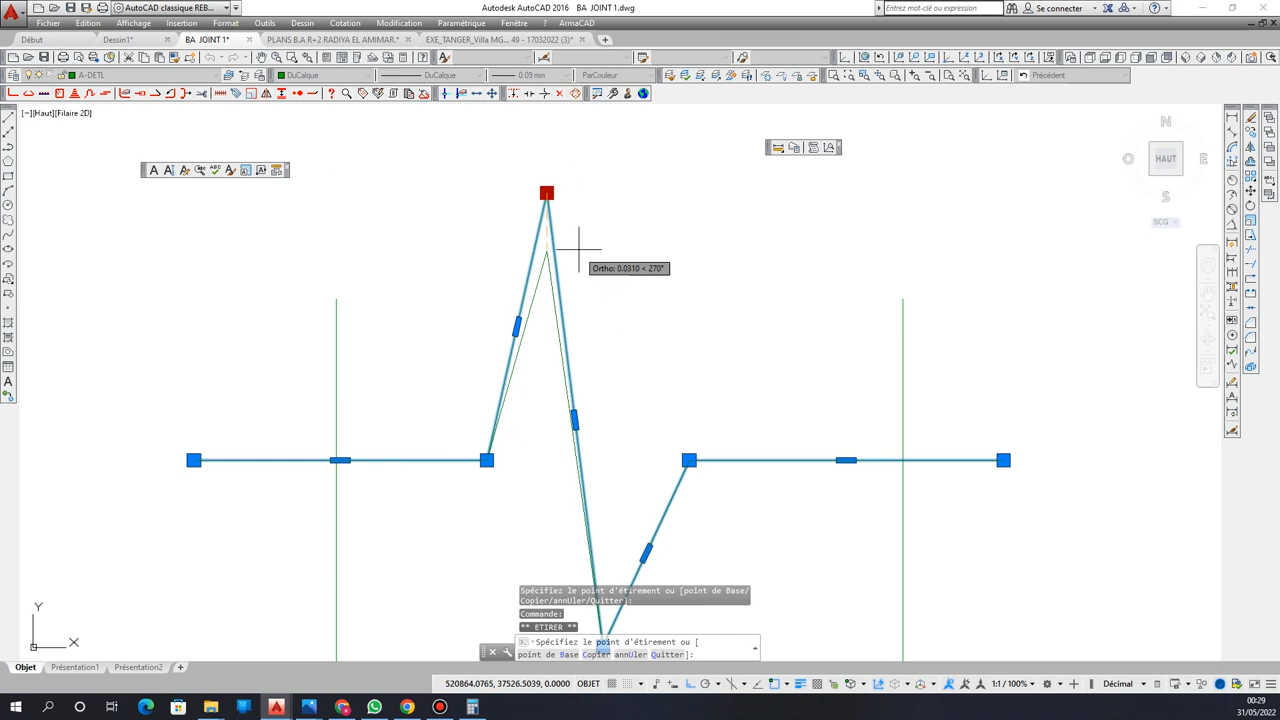 AutoCAD classique REB...
Autodesk AutoCAD 2016 BA JOINT 1.dwg
Entrez mot-clé ou expression
Se connecter
Fichier Edition Affichage Insertion Format Outils Dessin Cotation Modification Paramétrique Fenêtre ? ArmaCAD
Début Dessin1* BA JOINT 1* PLANS B.A R+2 RADIYA EL AMIMAR.* EXE_TANGER_Villa MG... 49 - 17032022 (3)*
A-DETL DuCalque DuCalque 0.09 mm ParCouleur Précédent
[−][Haut][Filaire 2D]
N
O HAUT E
S
SCG
Ortho: 0.0310 < 270°
Spécifiez le point d'étirement ou [point de Base/
Copier/annUler/Quitter]:
Commande:
** ETIRER **
Spécifiez le point d'étirement ou [
point de Base Copier annUler Quitter]:
Y
X
Objet Présentation1 Présentation2 +
520864.0765, 37526.5039, 0.0000 OBJET 1:1 / 100% Décimal
00:29
31/05/2022